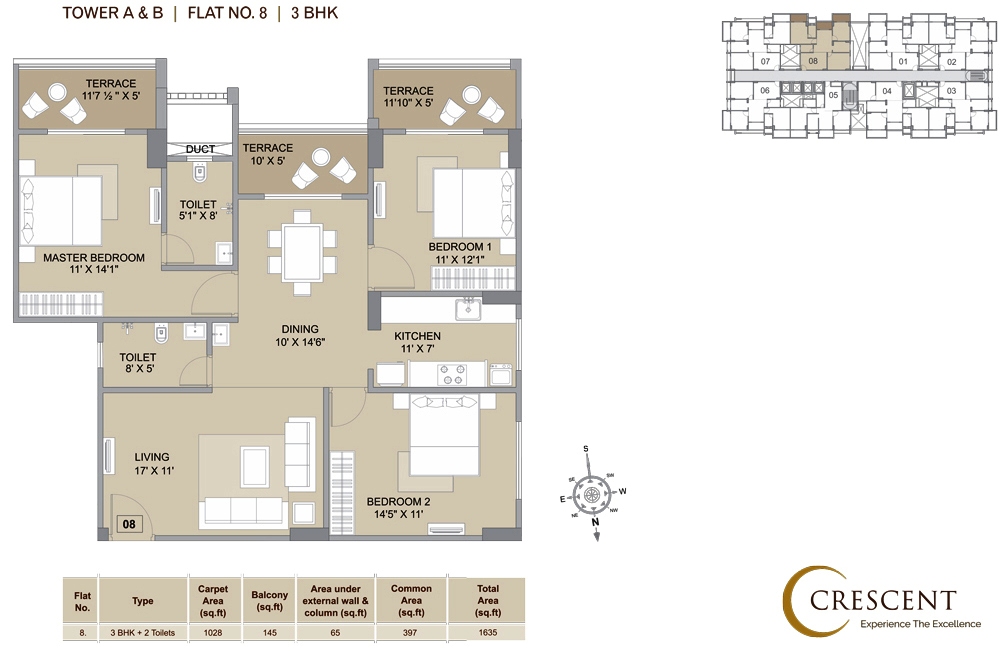 TOWER A & B | FLAT NO. 8 | 3 BHK
07
08
01
02
06
05
04
03
TERRACE
11'7 ½ " X 5'
TERRACE
11'10" X 5'
DUCT
TERRACE
10' X 5'
TOILET
5'1" X 8'
MASTER BEDROOM
11' X 14'1"
BEDROOM 1
11' X 12'1"
DINING
10' X 14'6"
KITCHEN
11' X 7'
TOILET
8' X 5'
LIVING
17' X 11'
BEDROOM 2
14'5" X 11'
08
S
SE
SW
E
W
NE
NW
N
Flat No. Type Carpet Area (sq.ft) Balcony (sq.ft) Area under external wall & column (sq.ft) Common Area (sq.ft) Total Area (sq.ft)
8. 3 BHK + 2 Toilets 1028 145 65 397 1635
CRESCENT
Experience The Excellence